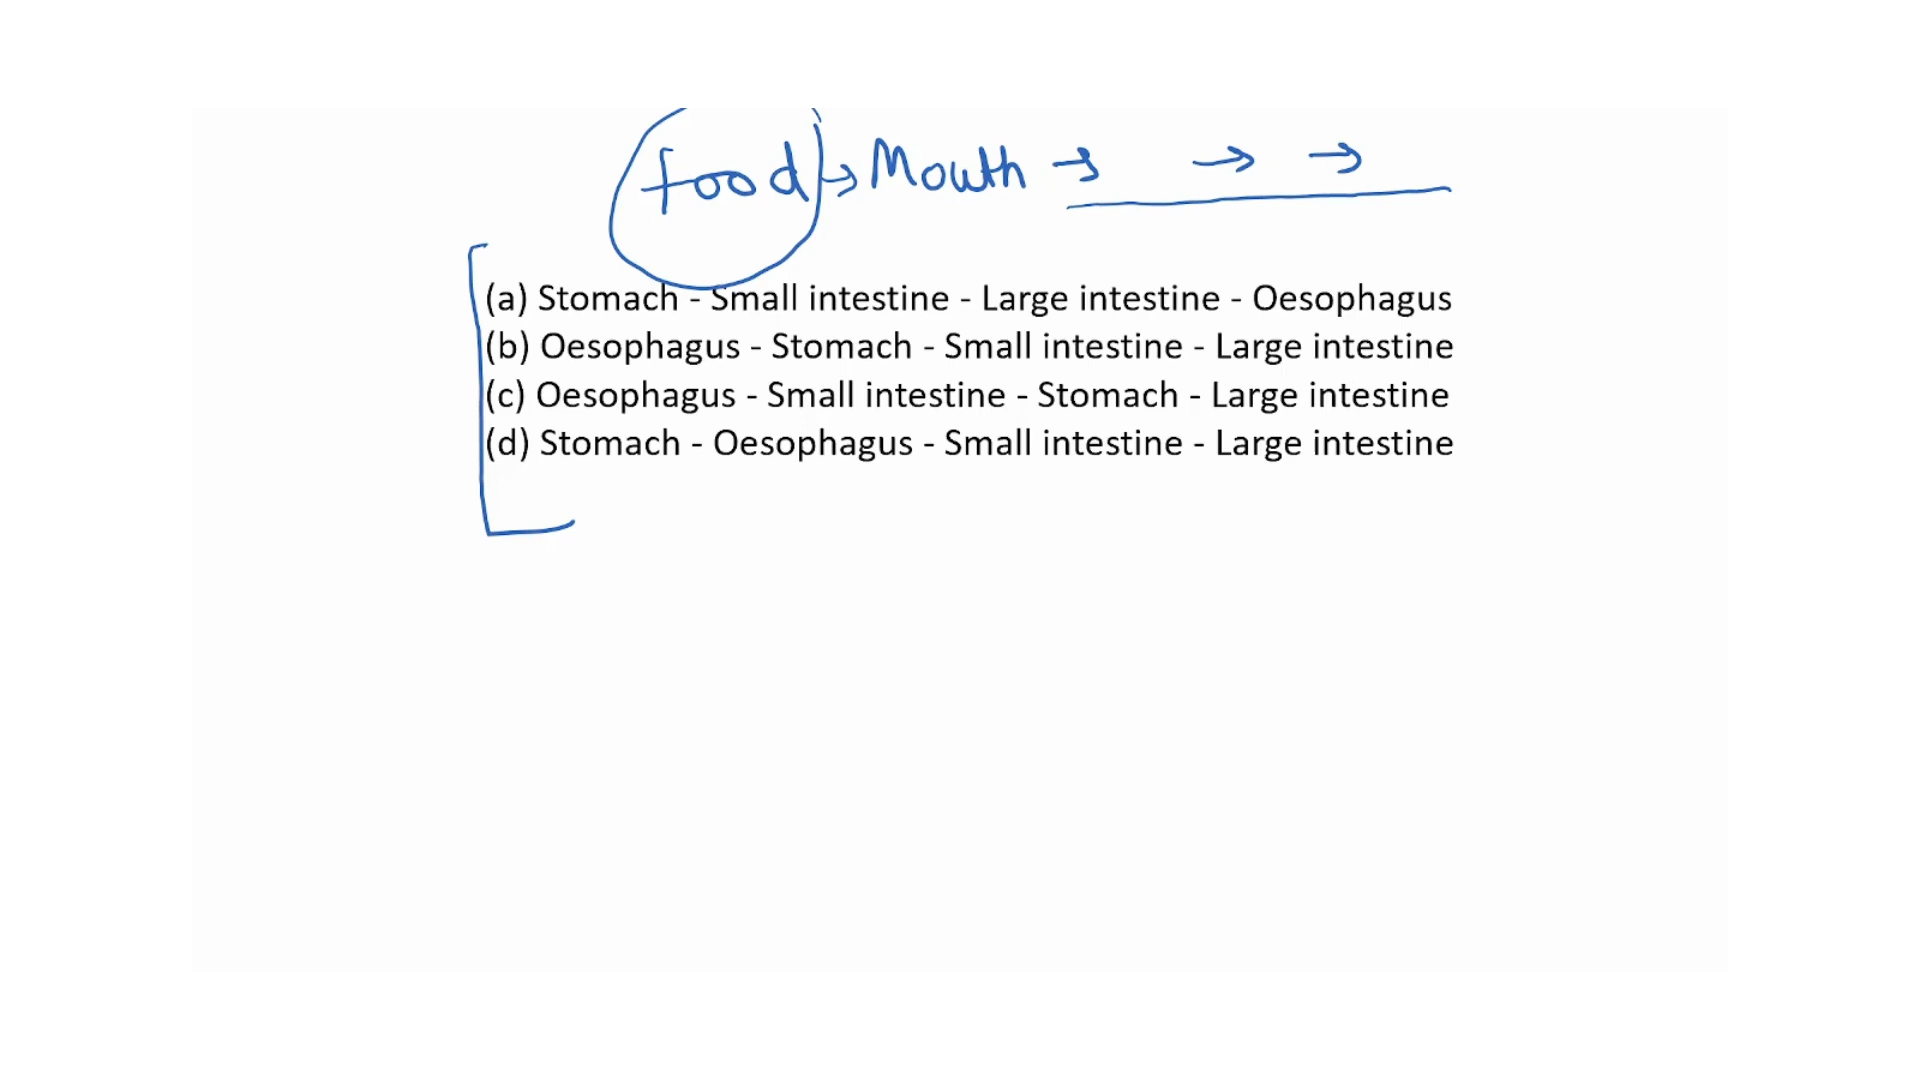 food → Mouth → → →
(a) Stomach - Small intestine - Large intestine - Oesophagus
(b) Oesophagus - Stomach - Small intestine - Large intestine
(c) Oesophagus - Small intestine - Stomach - Large intestine
(d) Stomach - Oesophagus - Small intestine - Large intestine